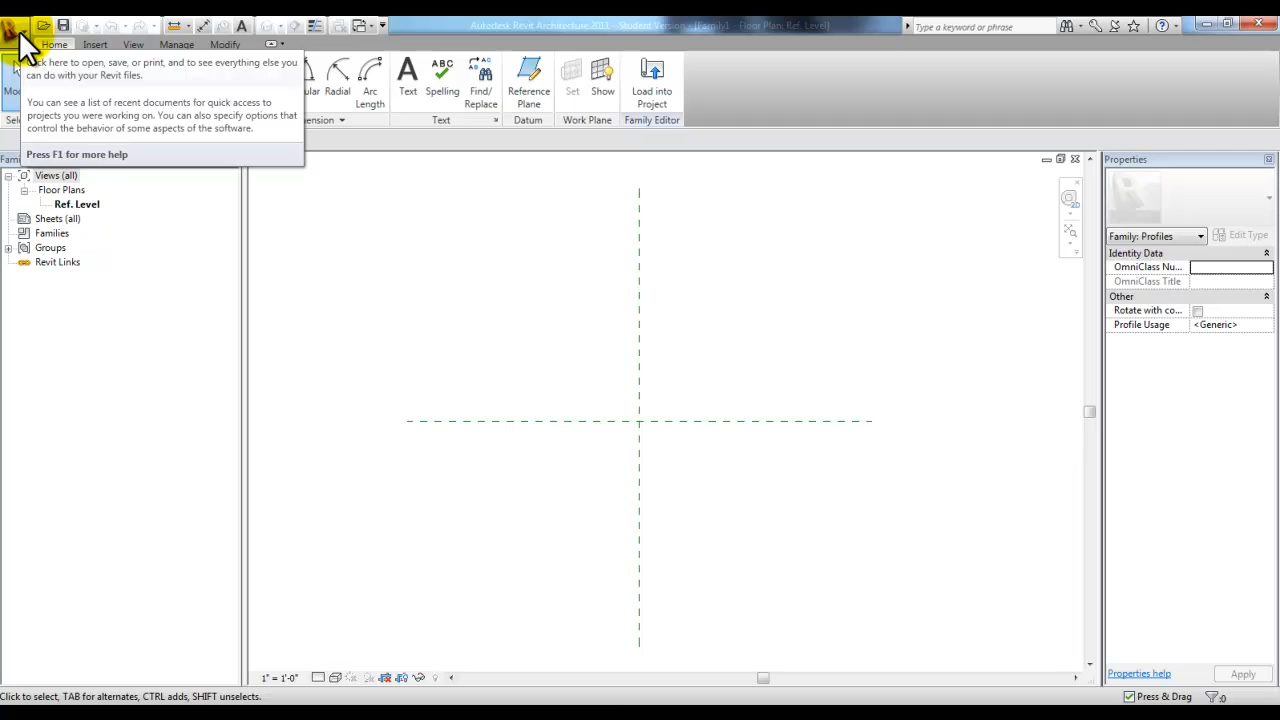 Autodesk Revit Architecture 2011 - Student Version - [Family1 - Floor Plan: Ref. Level]
Type a keyword or phrase
Home Insert View Manage Modify
Click here to open, save, or print, and to see everything else you
can do with your Revit files.
You can see a list of recent documents for quick access to
projects you were working on. You can also specify options that
control the behavior of some aspects of the software.
Press F1 for more help
Radial
Arc
Length
Text
Spelling
Find/
Replace
Reference
Plane
Set
Show
Load into
Project
Text
Datum
Work Plane
Family Editor
Views (all)
Floor Plans
Ref. Level
Sheets (all)
Families
Groups
Revit Links
2D
Properties
Family: Profiles
Edit Type
Identity Data
OmniClass Nu...
OmniClass Title
Other
Rotate with co...
Profile Usage <Generic>
Properties help
Apply
1" = 1'-0"
Click to select, TAB for alternates, CTRL adds, SHIFT unselects.
Press & Drag
:0